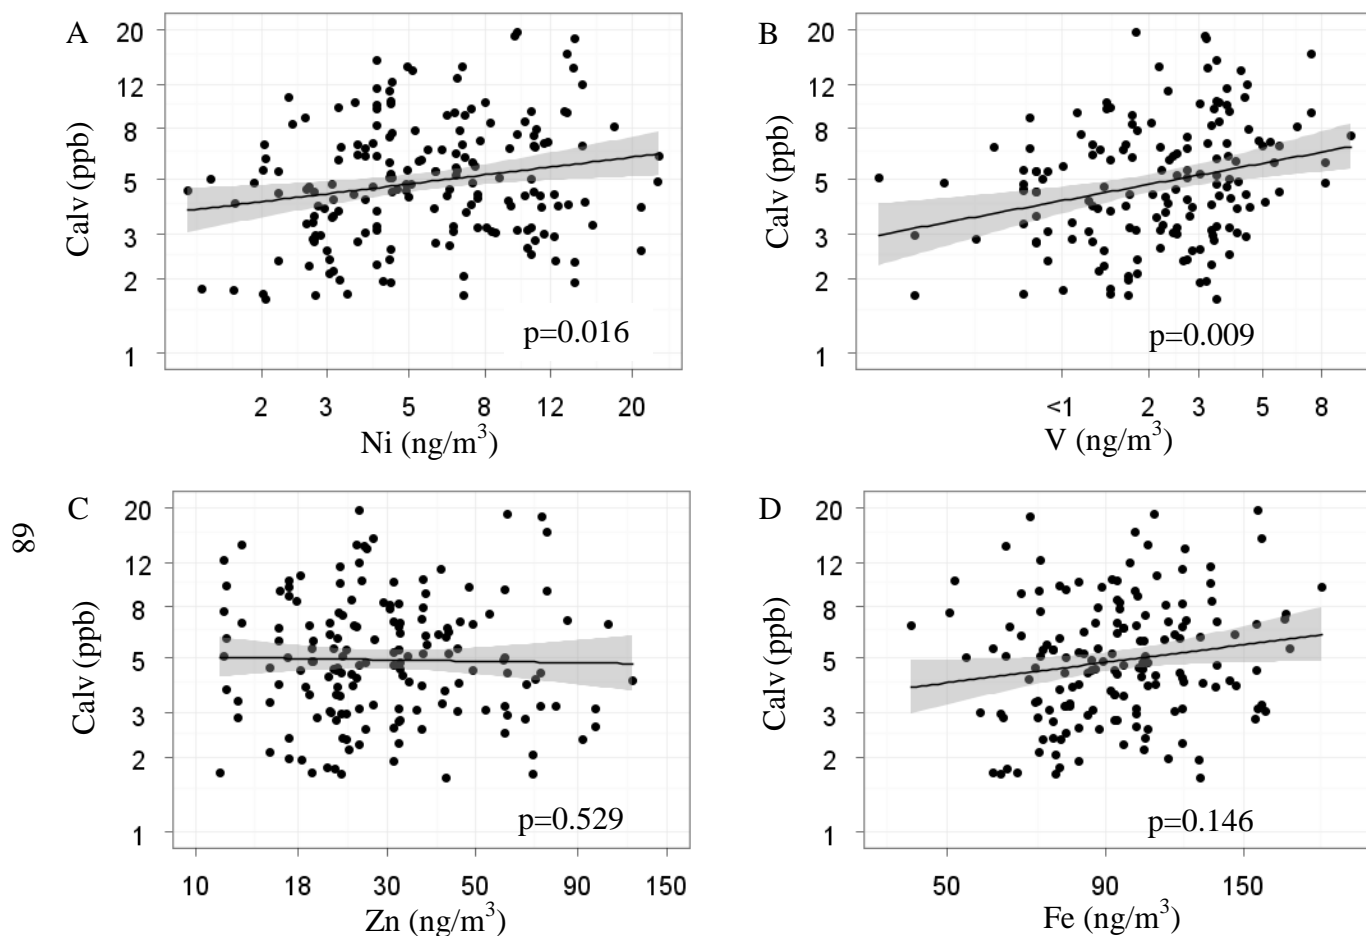 A
20
12
8
5
3
2
1
Calv (ppb)
p=0.016
2 3 5 8 12 20
Ni (ng/m³)
B
20
12
8
5
3
2
1
Calv (ppb)
p=0.009
<1 2 3 5 8
V (ng/m³)
89
C
20
12
8
5
3
2
1
Calv (ppb)
p=0.529
10 18 30 50 90 150
Zn (ng/m³)
D
20
12
8
5
3
2
1
Calv (ppb)
p=0.146
50 90 150
Fe (ng/m³)